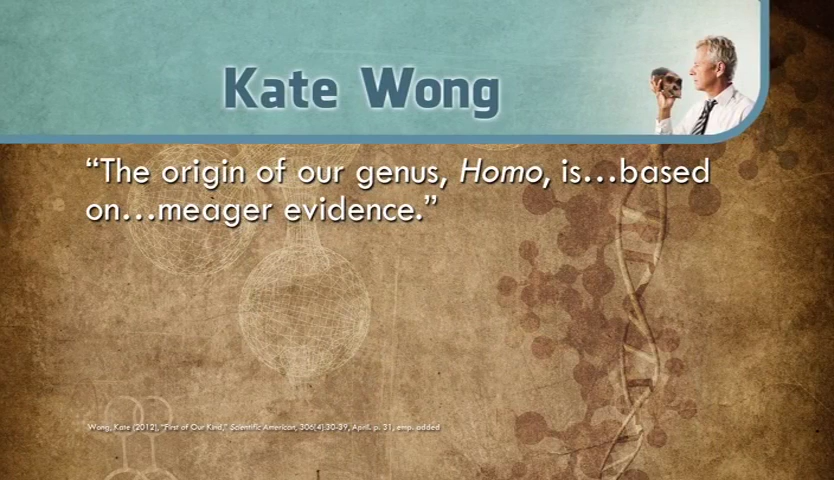 Kate Wong
“The origin of our genus, Homo, is…based
on…meager evidence.”
Wong, Kate (2012), “First of Our Kind,” Scientific American, 306[4]:30-39, April. p. 31, emp. added